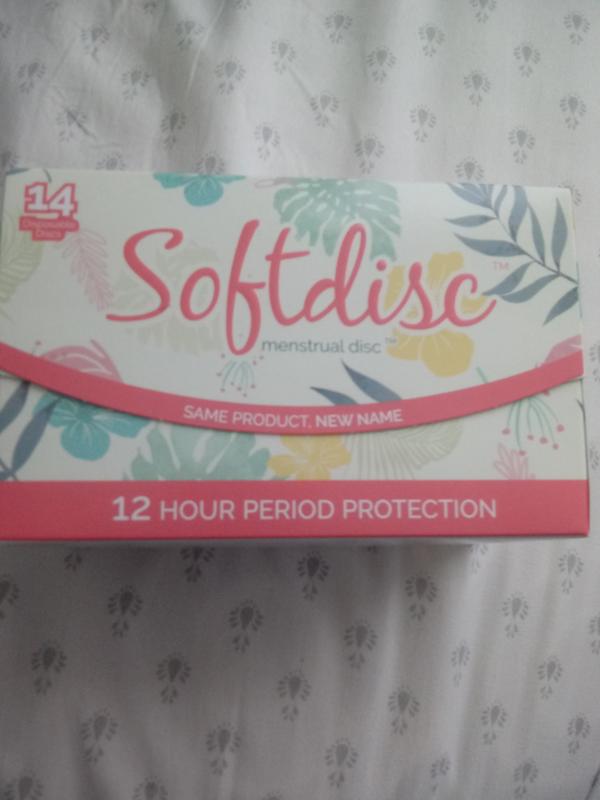 14
Disposable
Discs
Softdisc™
menstrual disc™
SAME PRODUCT, NEW NAME
12 HOUR PERIOD PROTECTION